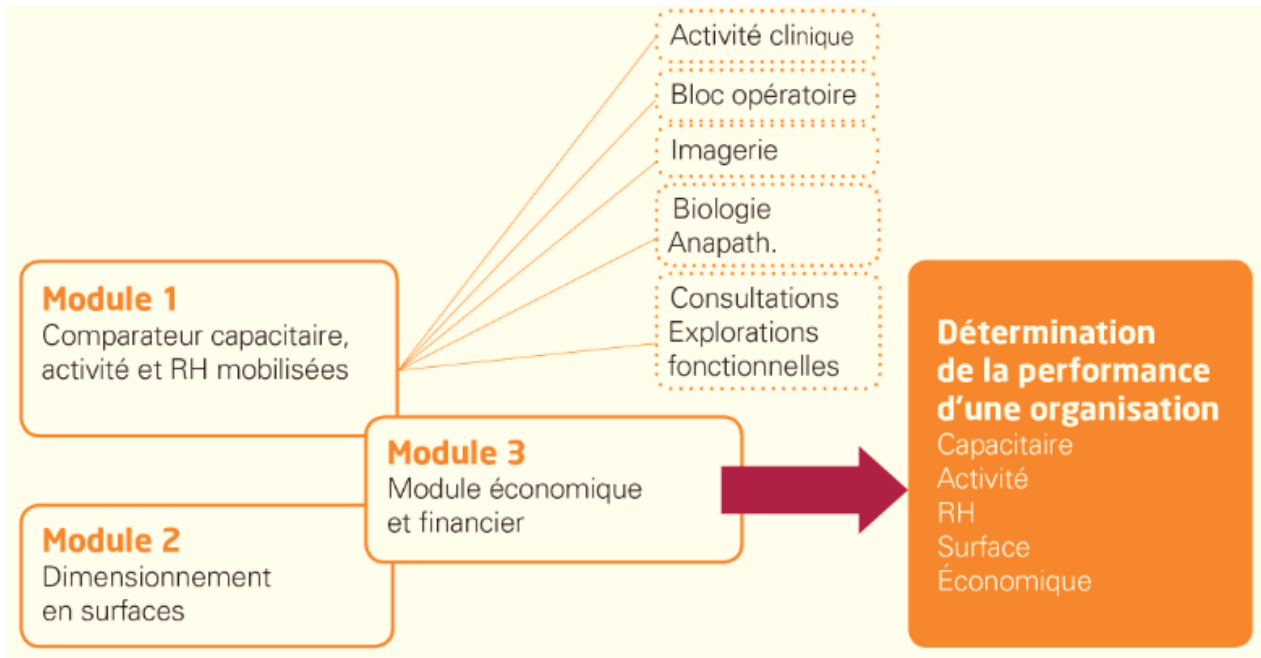 Activité clinique
Bloc opératoire
Imagerie
Biologie
Anapath.
Consultations
Explorations
fonctionnelles
Module 1
Comparateur capacitaire,
activité et RH mobilisées
Module 3
Module économique
et financier
Module 2
Dimensionnement
en surfaces
Détermination
de la performance
d'une organisation
Capacitaire
Activité
RH
Surface
Économique